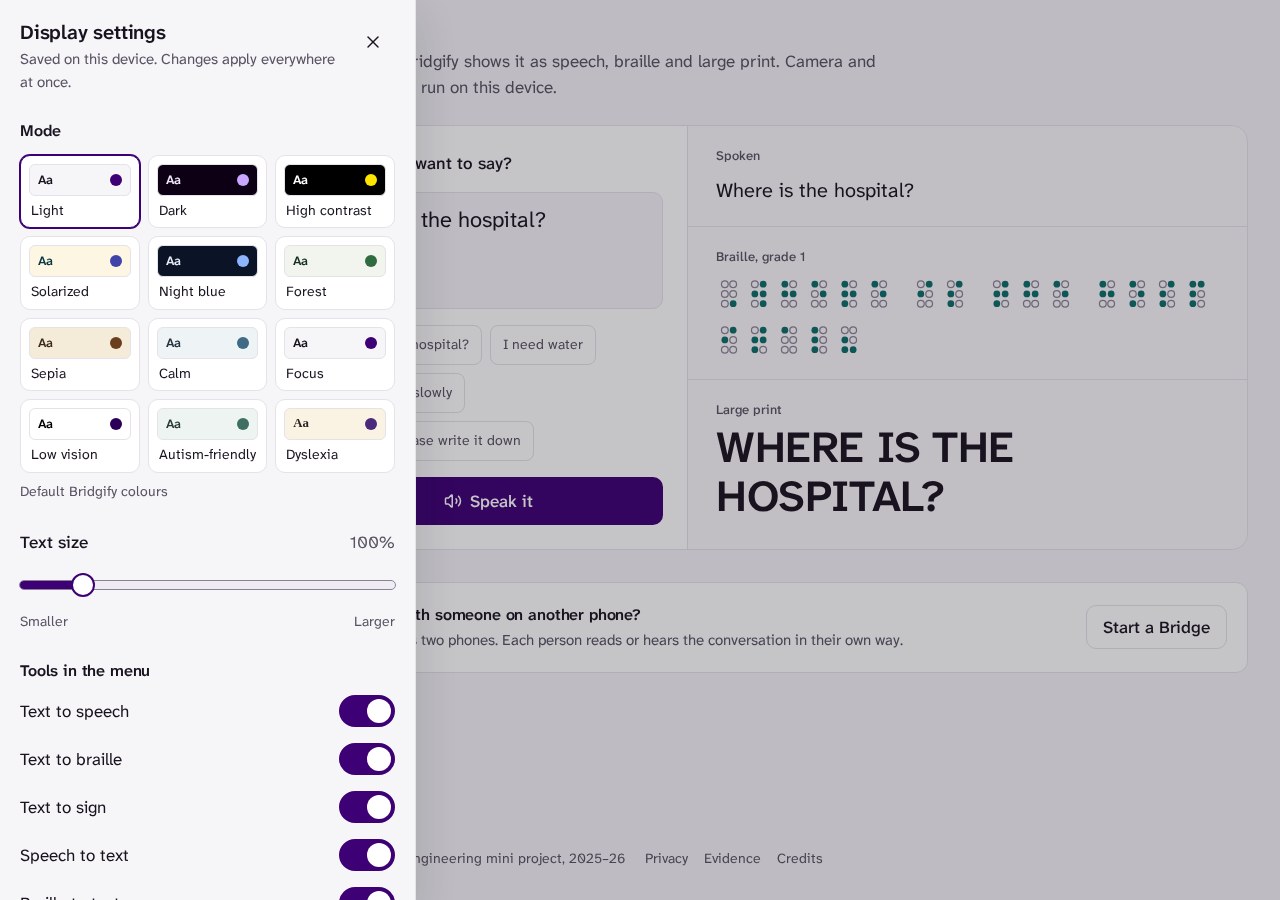 Display settings
Saved on this device. Changes apply everywhere
at once.
Mode
Aa
Light
Aa
Dark
Aa
High contrast
Aa
Solarized
Aa
Night blue
Aa
Forest
Aa
Sepia
Aa
Calm
Aa
Focus
Aa
Low vision
Aa
Autism-friendly
Aa
Dyslexia
Default Bridgify colours
Text size 100%
Smaller Larger
Tools in the menu
Text to speech
Text to braille
Text to sign
Speech to text
shows it as speech, braille and large print. Camera and
run on this device.
want to say?
the hospital?
hospital?
I need water
slowly
write it down
Speak it
Spoken
Where is the hospital?
Braille, grade 1
⠠⠺⠓⠑⠗⠑ ⠊⠎ ⠞⠓⠑ ⠓⠕⠎⠏
⠊⠞⠁⠇⠦
Large print
WHERE IS THE
HOSPITAL?
someone on another phone?
two phones. Each person reads or hears the conversation in their own way.
Start a Bridge
mini project, 2025–26
Privacy
Evidence
Credits